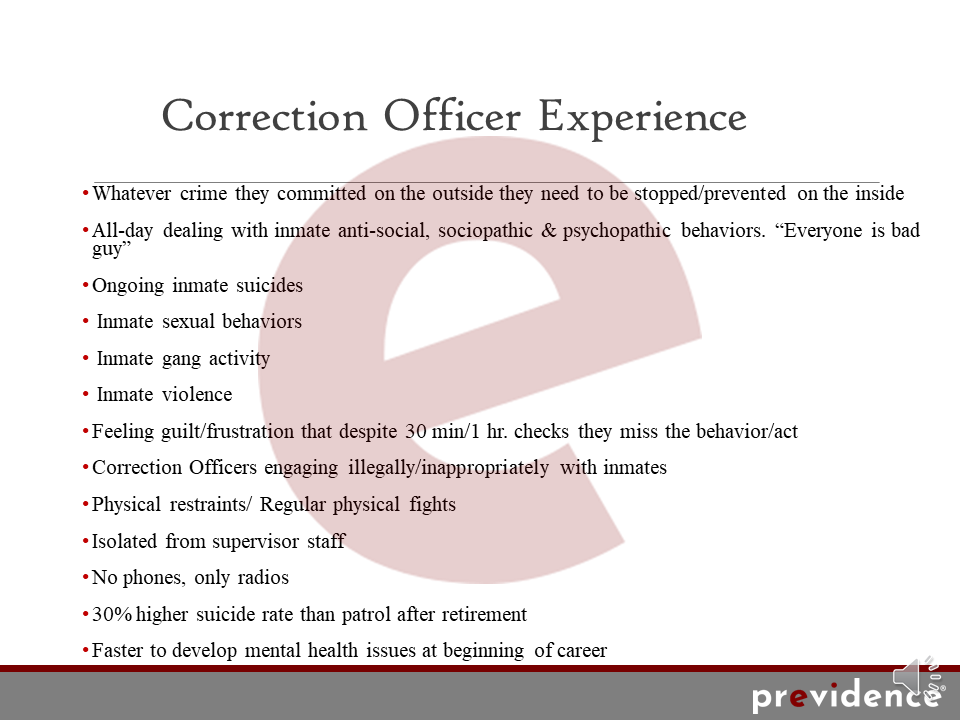 Correction Officer Experience
•Whatever crime they committed on the outside they need to be stopped/prevented on the inside
•All-day dealing with inmate anti-social, sociopathic & psychopathic behaviors. “Everyone is bad
guy”
•Ongoing inmate suicides
• Inmate sexual behaviors
• Inmate gang activity
• Inmate violence
•Feeling guilt/frustration that despite 30 min/1 hr. checks they miss the behavior/act
•Correction Officers engaging illegally/inappropriately with inmates
•Physical restraints/ Regular physical fights
•Isolated from supervisor staff
•No phones, only radios
•30% higher suicide rate than patrol after retirement
•Faster to develop mental health issues at beginning of career
previdence®